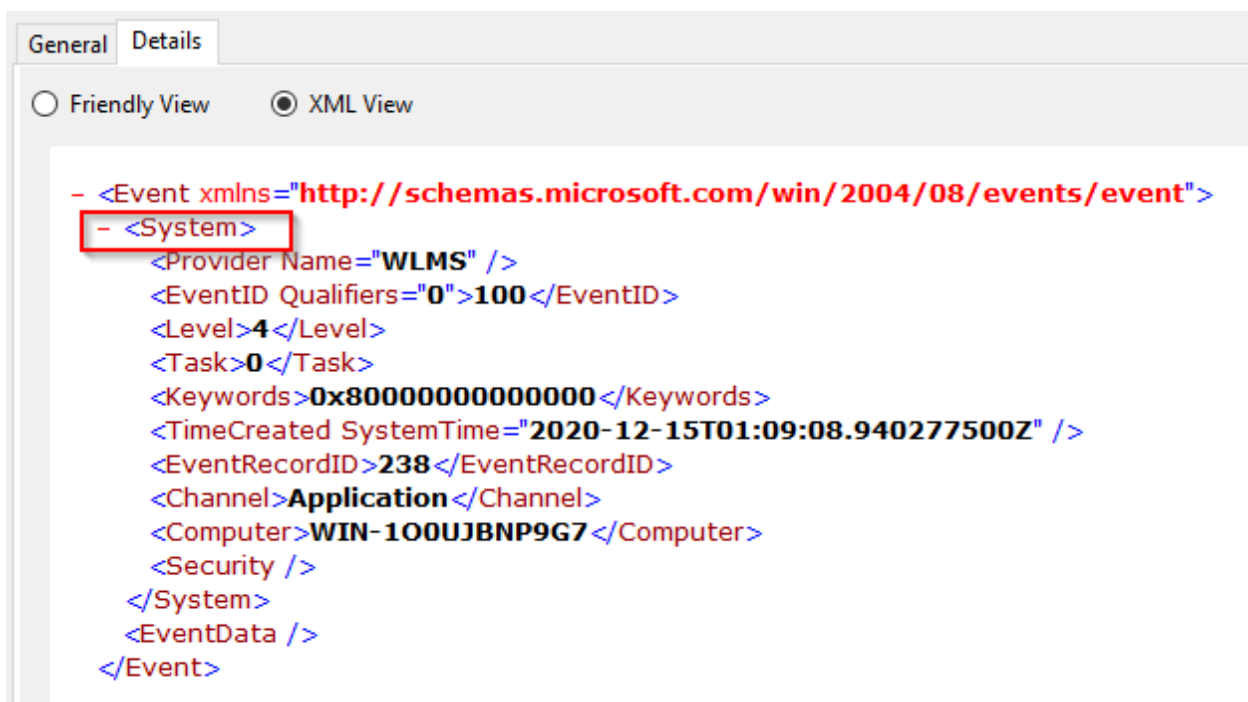 General Details
Friendly View XML View
– <Event xmlns="http://schemas.microsoft.com/win/2004/08/events/event">
– <System>
<Provider Name="WLMS" />
<EventID Qualifiers="0">100</EventID>
<Level>4</Level>
<Task>0</Task>
<Keywords>0x80000000000000</Keywords>
<TimeCreated SystemTime="2020-12-15T01:09:08.940277500Z" />
<EventRecordID>238</EventRecordID>
<Channel>Application</Channel>
<Computer>WIN-1O0UJBNP9G7</Computer>
<Security />
</System>
<EventData />
</Event>